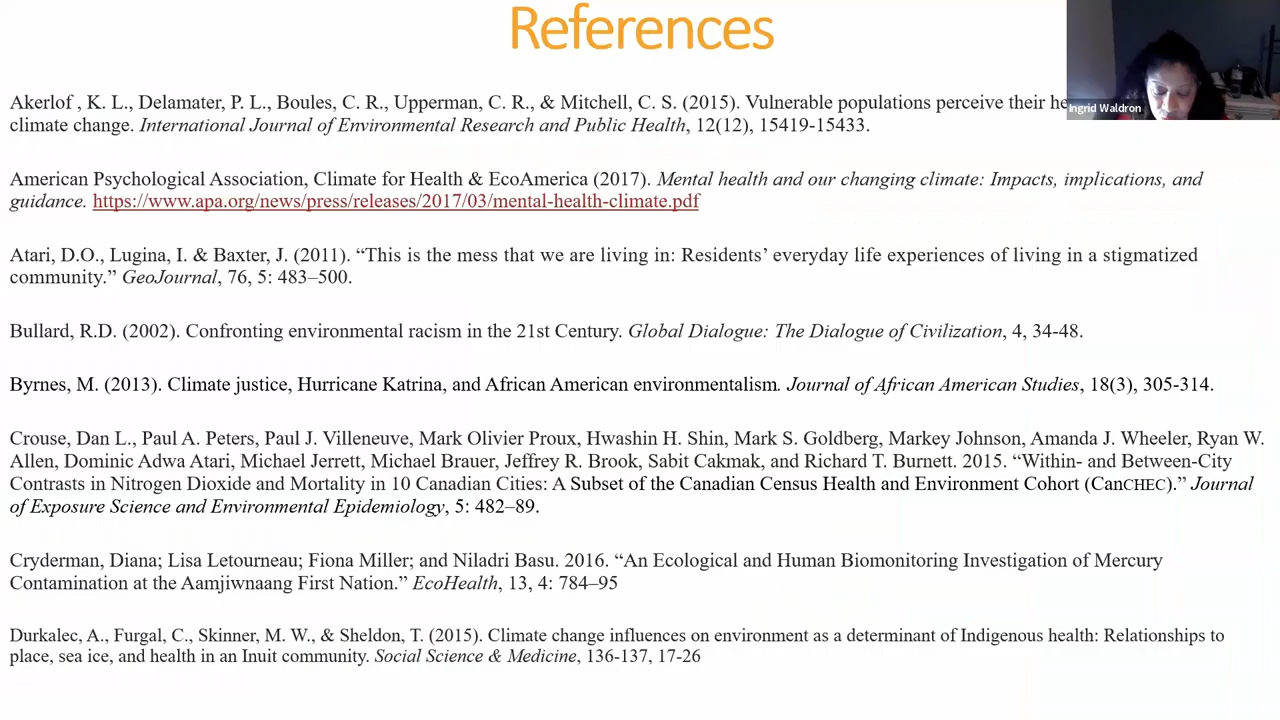 References
Akerlof , K. L., Delamater, P. L., Boules, C. R., Upperman, C. R., & Mitchell, C. S. (2015). Vulnerable populations perceive their
climate change. International Journal of Environmental Research and Public Health, 12(12), 15419-15433.
Ingrid Waldron
American Psychological Association, Climate for Health & EcoAmerica (2017). Mental health and our changing climate: Impacts, implications, and
guidance. https://www.apa.org/news/press/releases/2017/03/mental-health-climate.pdf
Atari, D.O., Lugina, I. & Baxter, J. (2011). “This is the mess that we are living in: Residents’ everyday life experiences of living in a stigmatized
community.” GeoJournal, 76, 5: 483–500.
Bullard, R.D. (2002). Confronting environmental racism in the 21st Century. Global Dialogue: The Dialogue of Civilization, 4, 34-48.
Byrnes, M. (2013). Climate justice, Hurricane Katrina, and African American environmentalism. Journal of African American Studies, 18(3), 305-314.
Crouse, Dan L., Paul A. Peters, Paul J. Villeneuve, Mark Olivier Proux, Hwashin H. Shin, Mark S. Goldberg, Markey Johnson, Amanda J. Wheeler, Ryan W.
Allen, Dominic Adwa Atari, Michael Jerrett, Michael Brauer, Jeffrey R. Brook, Sabit Cakmak, and Richard T. Burnett. 2015. “Within- and Between-City
Contrasts in Nitrogen Dioxide and Mortality in 10 Canadian Cities: A Subset of the Canadian Census Health and Environment Cohort (CanCHEC).” Journal
of Exposure Science and Environmental Epidemiology, 5: 482–89.
Cryderman, Diana; Lisa Letourneau; Fiona Miller; and Niladri Basu. 2016. “An Ecological and Human Biomonitoring Investigation of Mercury
Contamination at the Aamjiwnaang First Nation.” EcoHealth, 13, 4: 784–95
Durkalec, A., Furgal, C., Skinner, M. W., & Sheldon, T. (2015). Climate change influences on environment as a determinant of Indigenous health: Relationships to
place, sea ice, and health in an Inuit community. Social Science & Medicine, 136-137, 17-26